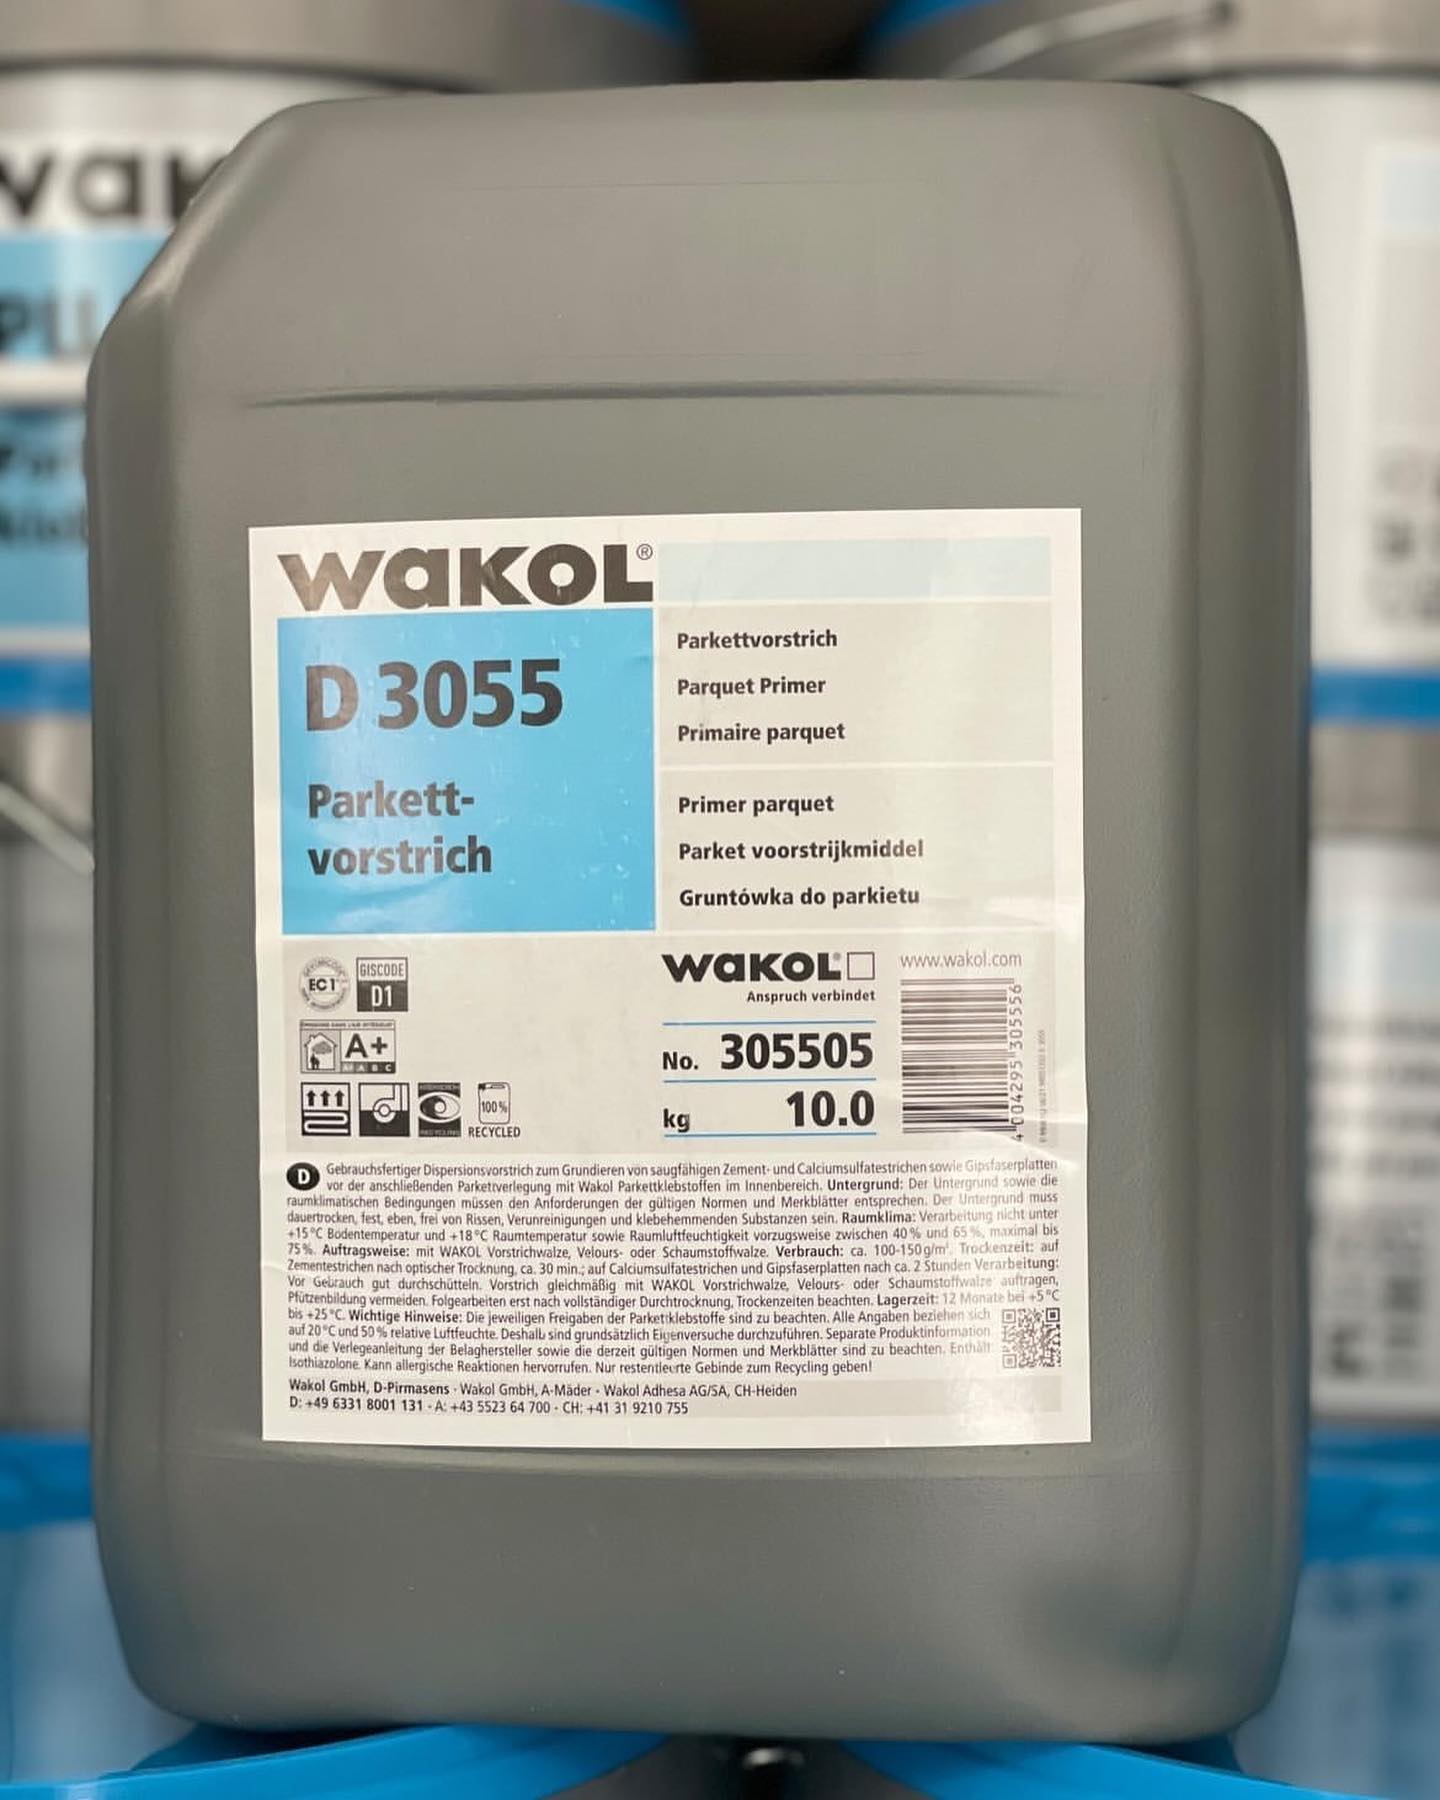 WAKOL®
D 3055
Parkett-
vorstrich
Parkettvorstrich
Parquet Primer
Primaire parquet
Primer parquet
Parket voorstrijkmiddel
Gruntówka do parkietu
EC1
GISCODE
D1
A+
100%
RECYCLED
WAKOL®
Anspruch verbindet
www.wakol.com
No. 305505
kg 10.0
4 004295 305556
D Gebrauchsfertiger Dispersionsvorstrich zum Grundieren von saugfähigen Zement- und Calciumsulfatestrichen sowie Gipsfaserplatten
vor der anschließenden Parkettverlegung mit Wakol Parkettklebstoffen im Innenbereich. Untergrund: Der Untergrund sowie die
raumklimatischen Bedingungen müssen den Anforderungen der gültigen Normen und Merkblätter entsprechen. Der Untergrund muss
dauertrocken, fest, eben, frei von Rissen, Verunreinigungen und klebehemmenden Substanzen sein. Raumklima: Verarbeitung nicht unter
+15°C Bodentemperatur und +18°C Raumtemperatur sowie Raumluftfeuchtigkeit vorzugsweise zwischen 40% und 65%, maximal bis
75%. Auftragsweise: mit WAKOL Vorstrichwalze, Velours- oder Schaumstoffwalze. Verbrauch: ca. 100-150g/m². Trockenzeit: auf
Zementestrichen nach optischer Trocknung, ca. 30 min.; auf Calciumsulfatestrichen und Gipsfaserplatten nach ca. 2 Stunden Verarbeitung:
Vor Gebrauch gut durchschütteln. Vorstrich gleichmäßig mit WAKOL Vorstrichwalze, Velours- oder Schaumstoffwalze auftragen,
Pfützenbildung vermeiden. Folgearbeiten erst nach vollständiger Durchtrocknung, Trockenzeiten beachten. Lagerzeit: 12 Monate bei +5°C
bis +25°C. Wichtige Hinweise: Die jeweiligen Freigaben der Parkettklebstoffe sind zu beachten. Alle Angaben beziehen sich
auf 20°C und 50% relative Luftfeuchte. Deshalb sind grundsätzlich Eigenversuche durchzuführen. Separate Produktinformation
und die Verlegeanleitung der Belaghersteller sowie die derzeit gültigen Normen und Merkblätter sind zu beachten. Enthält
Isothiazolone. Kann allergische Reaktionen hervorrufen. Nur restentleerte Gebinde zum Recycling geben!
Wakol GmbH, D-Pirmasens · Wakol GmbH, A-Mäder · Wakol Adhesa AG/SA, CH-Heiden
D: +49 6331 8001 131 · A: +43 5523 64 700 · CH: +41 31 9210 755